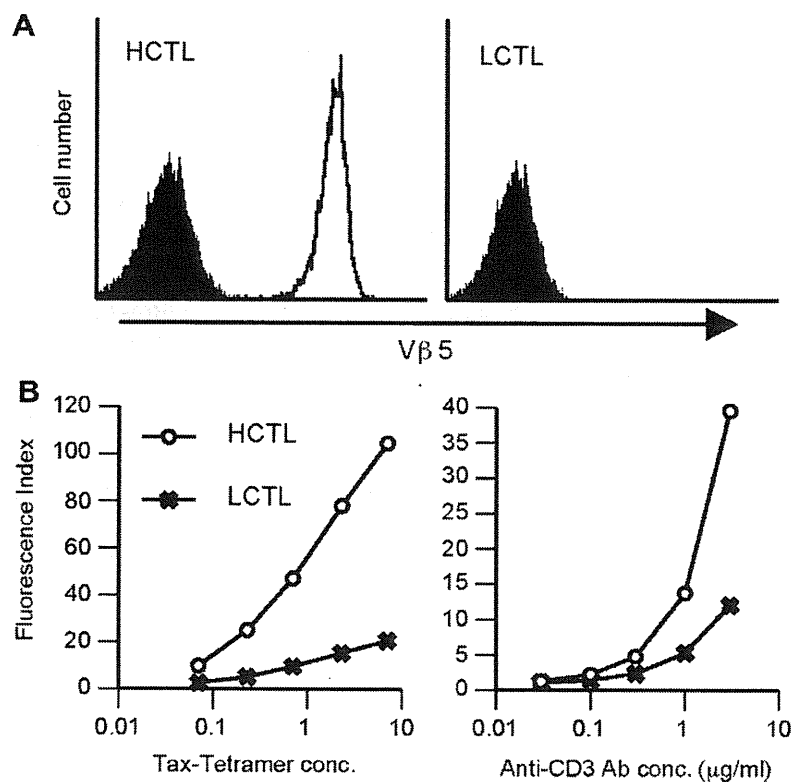 A
HCTL
LCTL
Cell number
Vβ 5
B
120
100
80
60
40
20
0
HCTL
LCTL
Fluorescence Index
0.01
0.1
1
10
Tax-Tetramer conc.
40
35
30
25
20
15
10
5
0
0.01
0.1
1
10
Anti-CD3 Ab conc. (μg/ml)